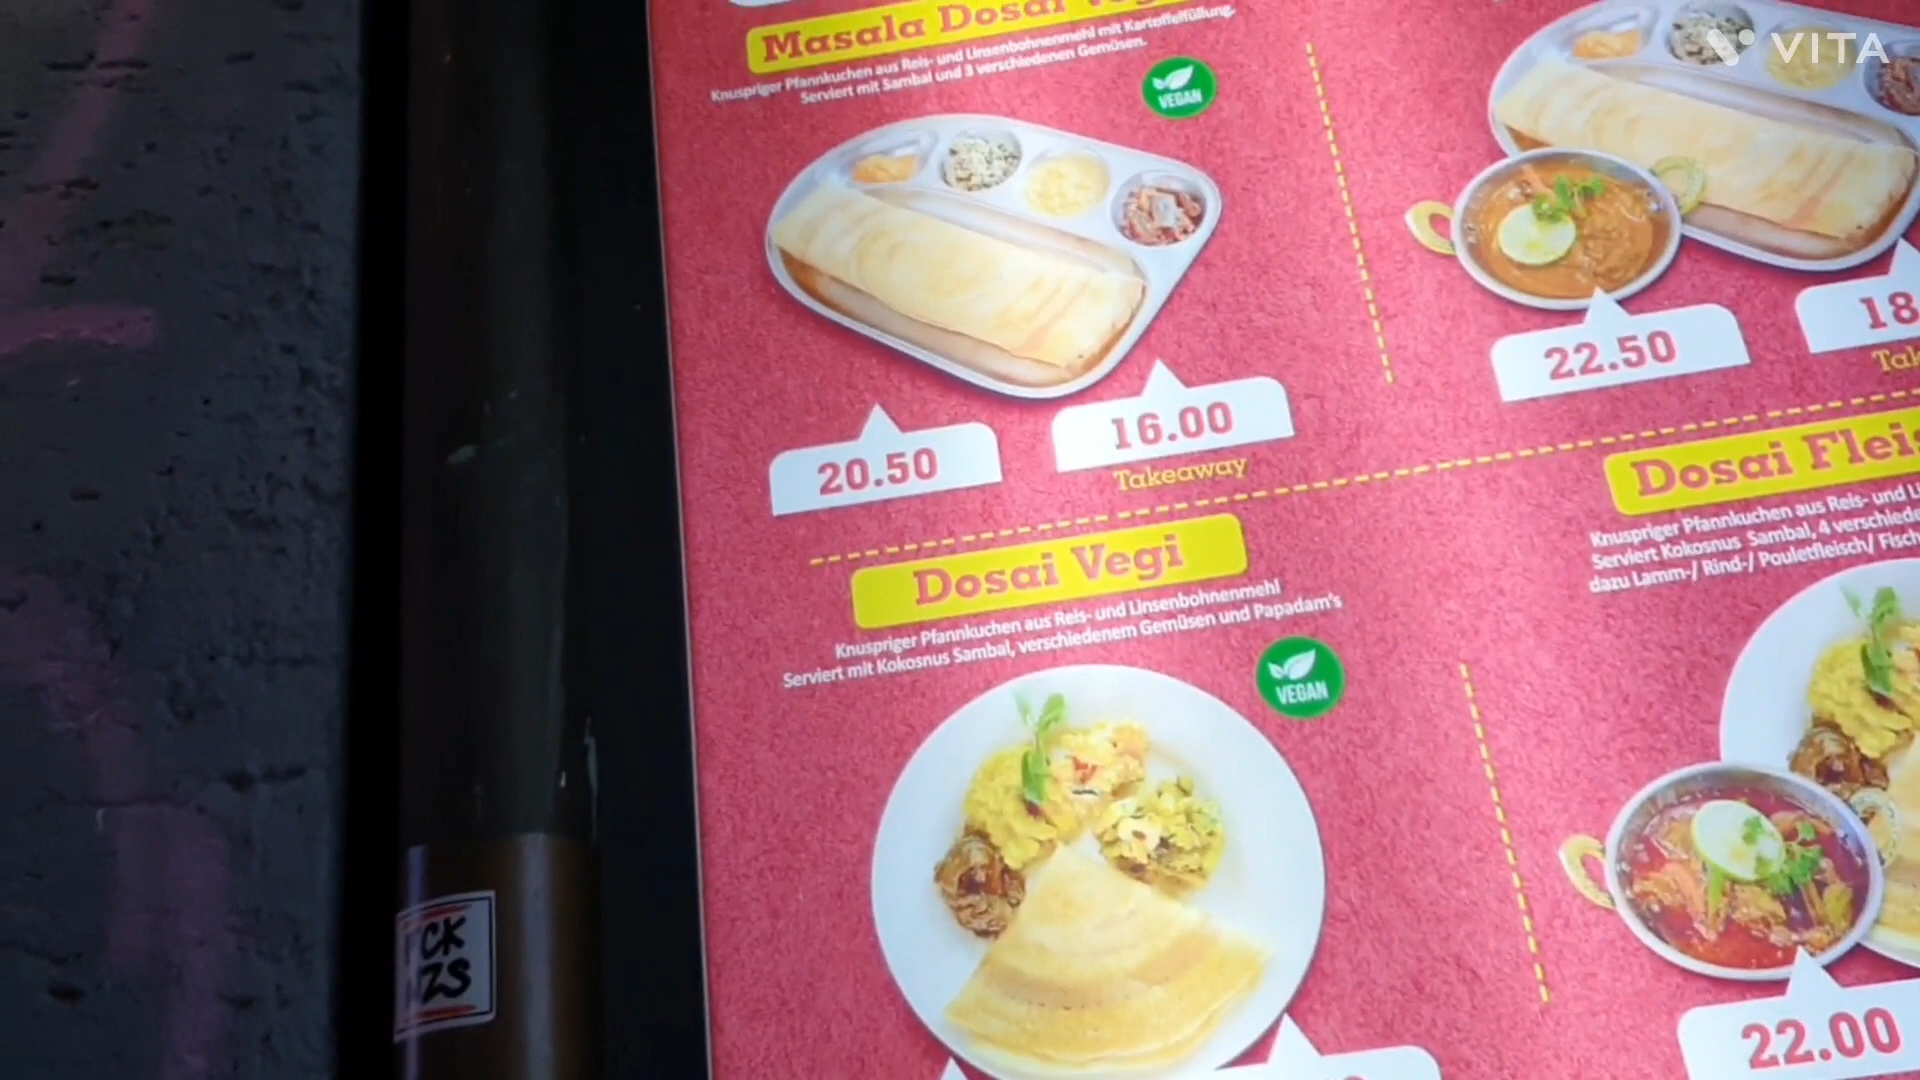 Masala Dosai
Knuspriger Pfannkuchen aus Reis- und Linsenbohnenmehl mit Kartoffelfüllung.
Serviert mit Sambal und 3 verschiedenen Gemüsen.
VEGAN
20.50
16.00
Takeaway
VITA
22.50
18
Dosai Vegi
Knuspriger Pfannkuchen aus Reis- und Linsenbohnenmehl
Serviert mit Kokosnus Sambal, verschiedenem Gemüsen und Papadam's
VEGAN
Dosai
Knuspriger Pfannkuchen aus Reis- und
Serviert Kokosnus Sambal, 4
dazu Lamm-/ Rind-/ Pouletfleisch/ Fisch
22.00
CK
ZS